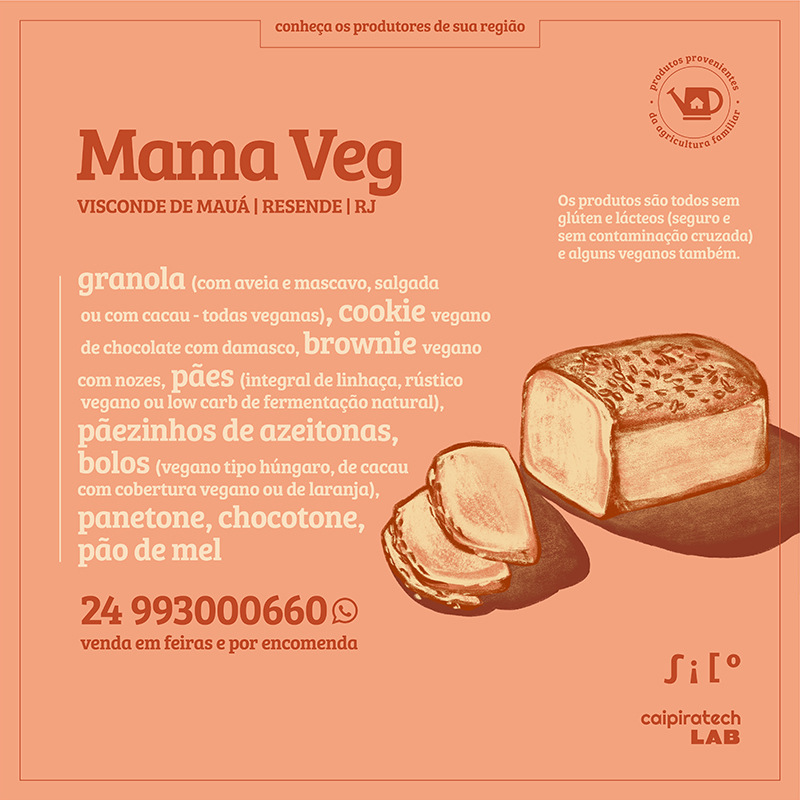 conheça os produtores de sua região
produtos provenientes
da agricultura familiar
Mama Veg
VISCONDE DE MAUÁ | RESENDE | RJ
Os produtos são todos sem
glúten e lácteos (seguro e
sem contaminação cruzada)
e alguns veganos também.
granola (com aveia e mascavo, salgada
ou com cacau - todas veganas), cookie vegano
de chocolate com damasco, brownie vegano
com nozes, pães (integral de linhaça, rústico
vegano ou low carb de fermentação natural),
pãezinhos de azeitonas,
bolos (vegano tipo húngaro, de cacau
com cobertura vegano ou de laranja),
panetone, chocotone,
pão de mel
24 993000660
venda em feiras e por encomenda
silo
caipiratech
LAB